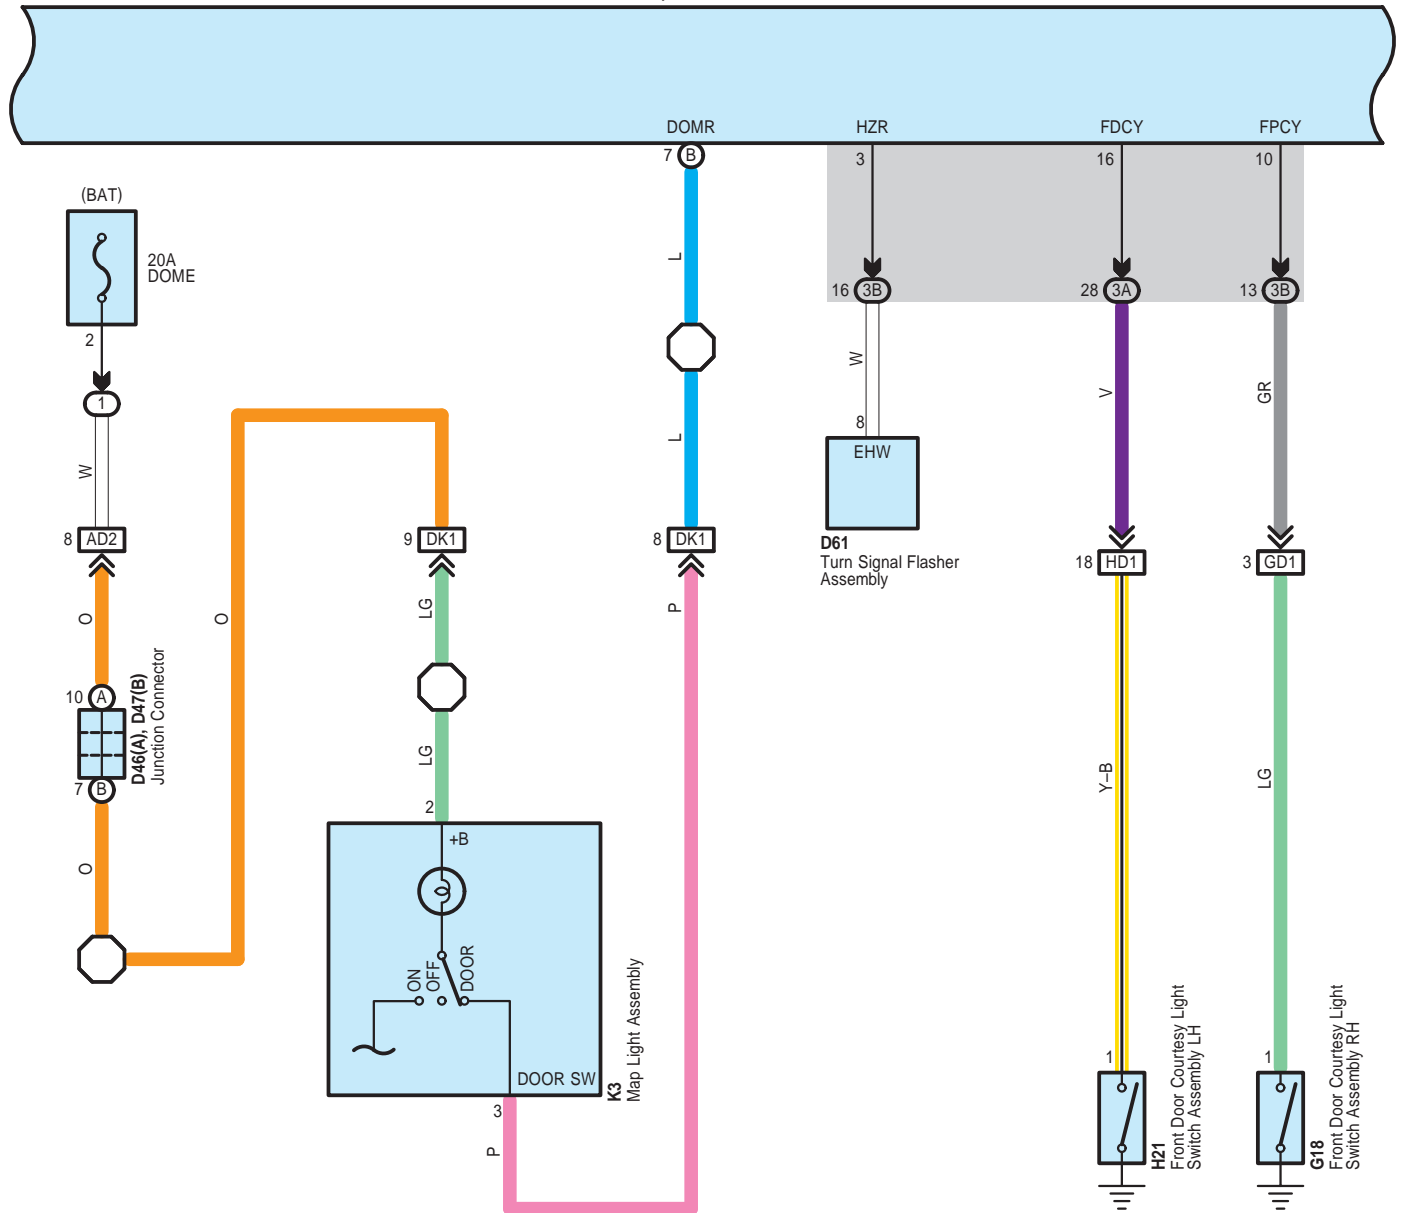 DOMR HZR FDCY FPCY
7 B 3 16 10
(BAT)
20A
DOME
2
1
W
8 AD2
O
10 A
D46(A), D47(B)
Junction Connector
7 B
O
O
9 DK1
LG
LG
2
+B
ON
OFF
DOOR
DOOR SW
K3
Map Light Assembly
3
P
L
L
8 DK1
P
16 3B
W
8
EHW
D61
Turn Signal Flasher
Assembly
28 3A
V
18 HD1
Y–B
1
H21
Front Door Courtesy Light
Switch Assembly LH
13 3B
GR
3 GD1
LG
1
G18
Front Door Courtesy Light
Switch Assembly RH